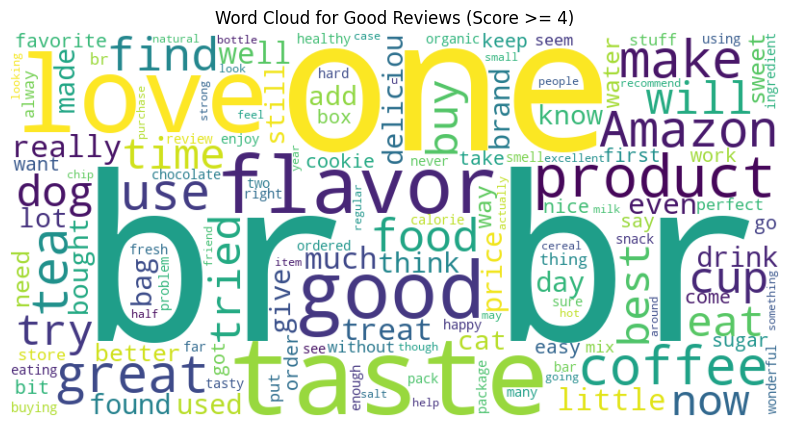 Word Cloud for Good Reviews (Score >= 4)
favorite find natural bottle well healthy case organic keep seem stuff using
looking alway made br love strong look still hard one people small make sweet ingredient
purchase feel add box deliciou buy brand know water will recommend
really time review enjoy year cookie never take smell excellent first Amazon work
want chip dog use chocolate two right flavor product nice milk even perfect
lot tea bought br br regular calorie food way actually say go
need fresh bag problem tried friend ordered much think price cereal thing snack best drink cup
item give good day sure hot come around something
try half treat happy may eat
store better far got order see without though cat easy mix sugar
eating great tasty put taste enough pack package bar going coffee wonderful
bit buying found used salt help many little now